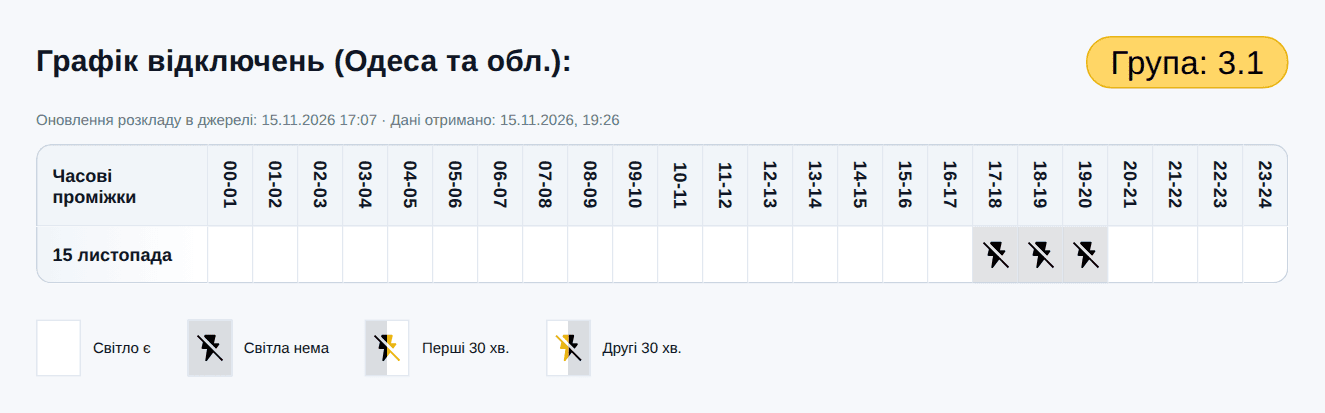 Графік відключень (Одеса та обл.):
Група: 3.1
Оновлення розкладу в джерелі: 15.11.2026 17:07 · Дані отримано: 15.11.2026, 19:26
Часові
проміжки
00-01
01-02
02-03
03-04
04-05
05-06
06-07
07-08
08-09
09-10
10-11
11-12
12-13
13-14
14-15
15-16
16-17
17-18
18-19
19-20
20-21
21-22
22-23
23-24
15 листопада
Світло є
Світла нема
Перші 30 хв.
Другі 30 хв.